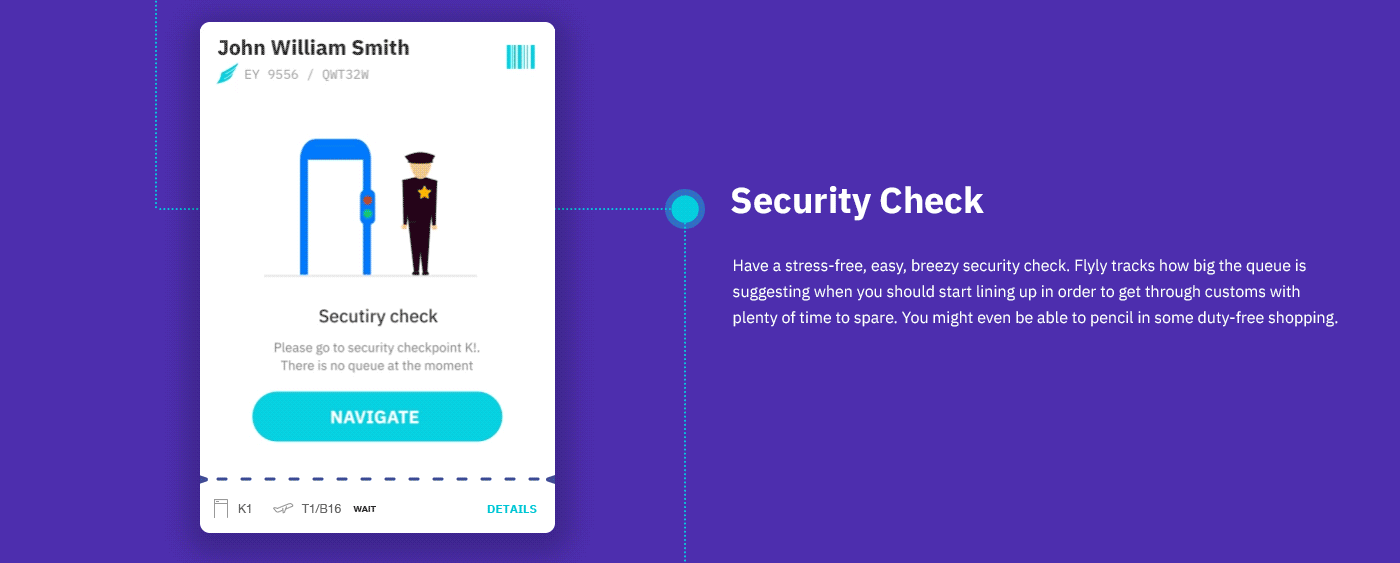 John William Smith
EY 9556 / QWT32W
Secutiry check
Please go to security checkpoint K!.
There is no queue at the moment
NAVIGATE
K1
T1/B16
WAIT
DETAILS
Security Check
Have a stress-free, easy, breezy security check. Flyly tracks how big the queue is
suggesting when you should start lining up in order to get through customs with
plenty of time to spare. You might even be able to pencil in some duty-free shopping.